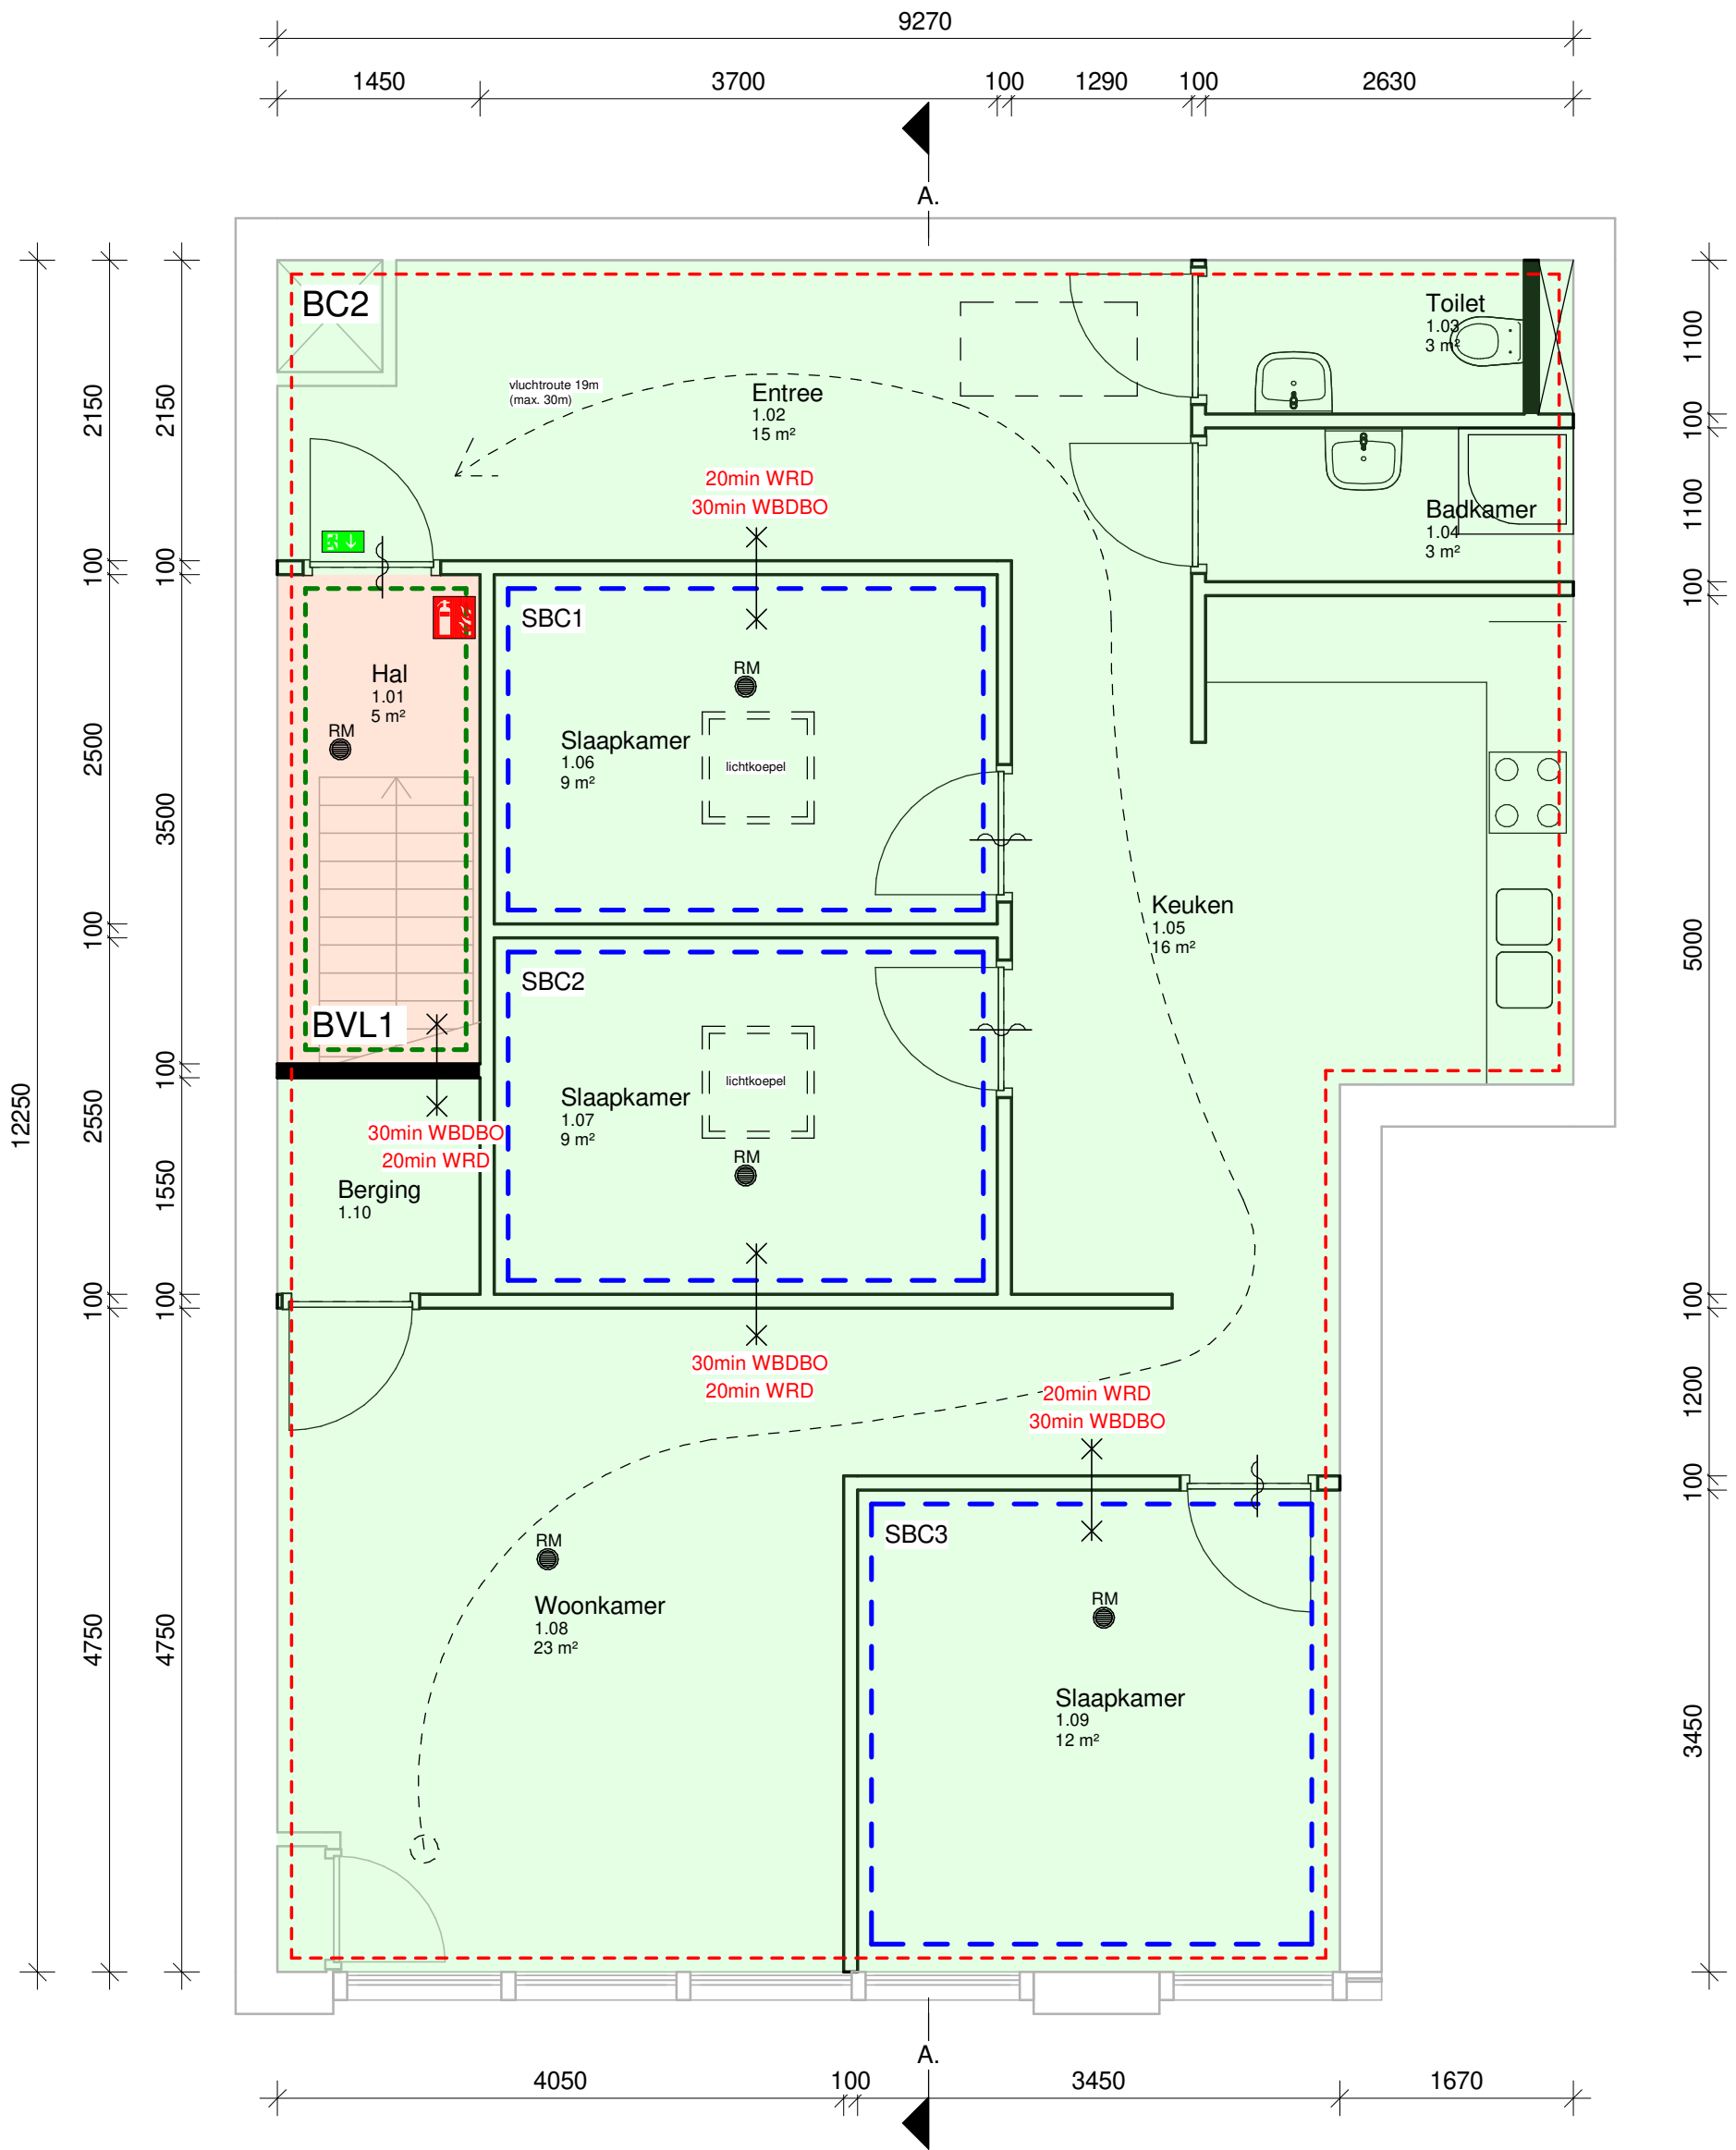 9270
1450
3700
100
1290
100
2630
A.
BC2
Toilet
1.03
3 m²
vluchtroute 19m
(max. 30m)
Entree
1.02
15 m²
20min WRD
30min WBDBO
Badkamer
1.04
3 m²
SBC1
Hal
1.01
5 m²
RM
RM
Slaapkamer
1.06
9 m²
lichtkoepel
Keuken
1.05
16 m²
SBC2
BVL1
Slaapkamer
1.07
9 m²
lichtkoepel
RM
30min WBDBO
20min WRD
Berging
1.10
30min WBDBO
20min WRD
20min WRD
30min WBDBO
SBC3
RM
Woonkamer
1.08
23 m²
RM
Slaapkamer
1.09
12 m²
12250
2150
100
2500
100
2550
100
4750
2150
100
3500
100
1550
100
4750
1100
100
1100
100
5000
100
1200
100
3450
A.
4050
100
3450
1670